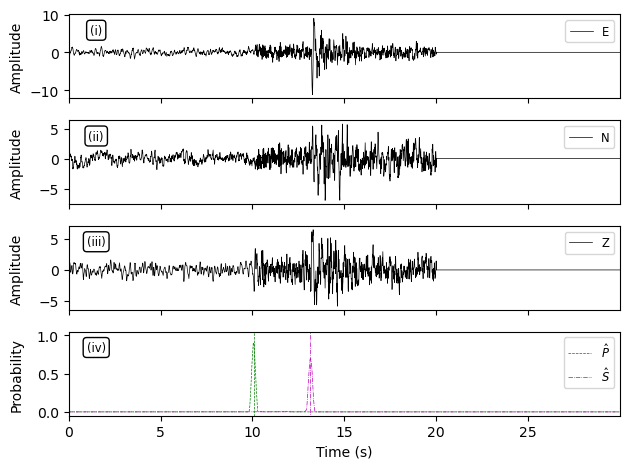 10
0
−10
Amplitude
(i)
E
5
0
−5
Amplitude
(ii)
N
5
0
−5
Amplitude
(iii)
Z
1.0
0.5
0.0
Probability
(iv)
P̂
Ŝ
0 5 10 15 20 25
Time (s)